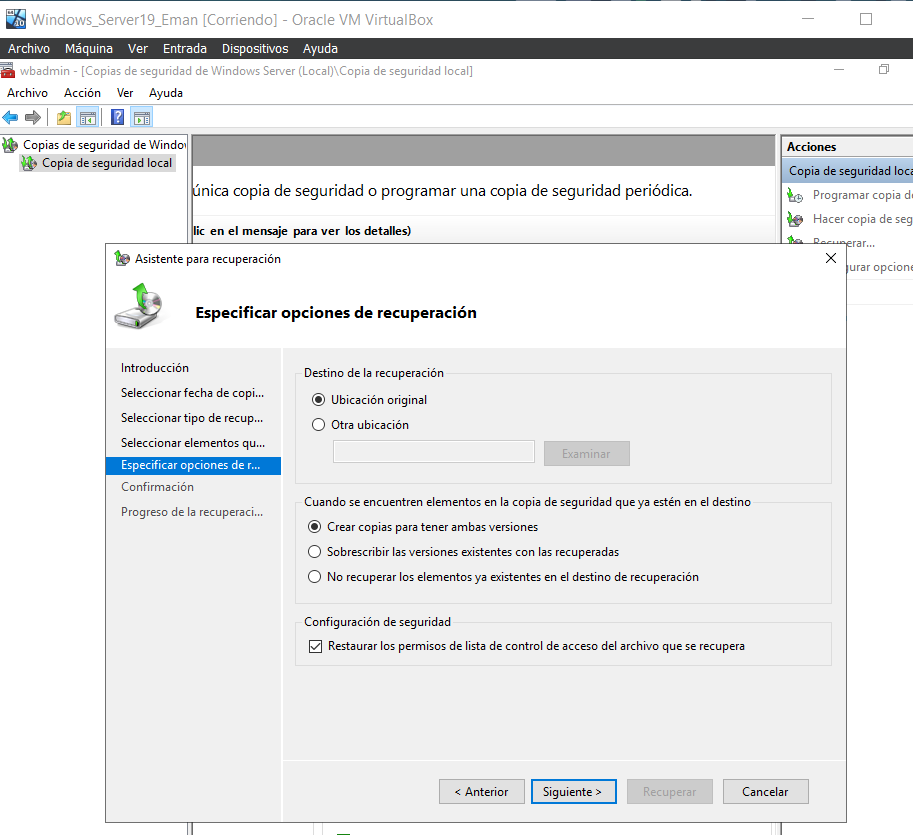 Windows_Server19_Eman [Corriendo] - Oracle VM VirtualBox
Archivo Máquina Ver Entrada Dispositivos Ayuda
wbadmin - [Copias de seguridad de Windows Server (Local)\Copia de seguridad local]
Archivo Acción Ver Ayuda
Copias de seguridad de Windo
Copia de seguridad local
única copia de seguridad o programar una copia de seguridad periódica.
lic en el mensaje para ver los detalles)
Acciones
Copia de seguridad loca
Programar copia d
Hacer copia de seg
Recuperar...
gurar opcione
Asistente para recuperación
Especificar opciones de recuperación
Introducción
Seleccionar fecha de copi...
Seleccionar tipo de recup...
Seleccionar elementos qu...
Especificar opciones de r...
Confirmación
Progreso de la recuperaci...
Destino de la recuperación
Ubicación original
Otra ubicación
Examinar
Cuando se encuentren elementos en la copia de seguridad que ya estén en el destino
Crear copias para tener ambas versiones
Sobrescribir las versiones existentes con las recuperadas
No recuperar los elementos ya existentes en el destino de recuperación
Configuración de seguridad
Restaurar los permisos de lista de control de acceso del archivo que se recupera
< Anterior Siguiente > Recuperar Cancelar